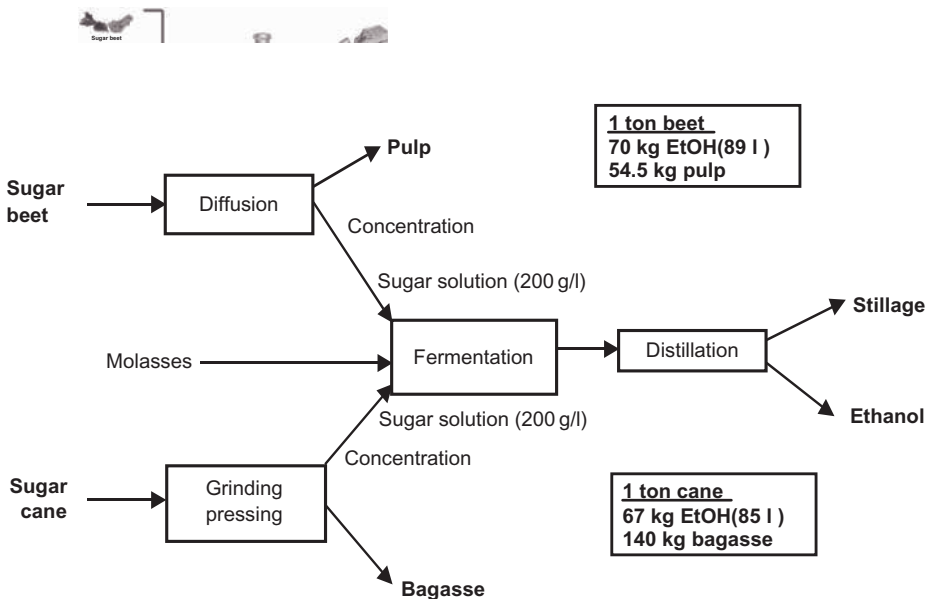 Sugar beet
1 ton beet
70 kg EtOH(89 l )
54.5 kg pulp
Pulp
Sugar
beet
Diffusion
Concentration
Sugar solution (200 g/l)
Stillage
Molasses
Fermentation
Distillation
Ethanol
Sugar solution (200 g/l)
Concentration
Sugar
cane
Grinding
pressing
1 ton cane
67 kg EtOH(85 l )
140 kg bagasse
Bagasse